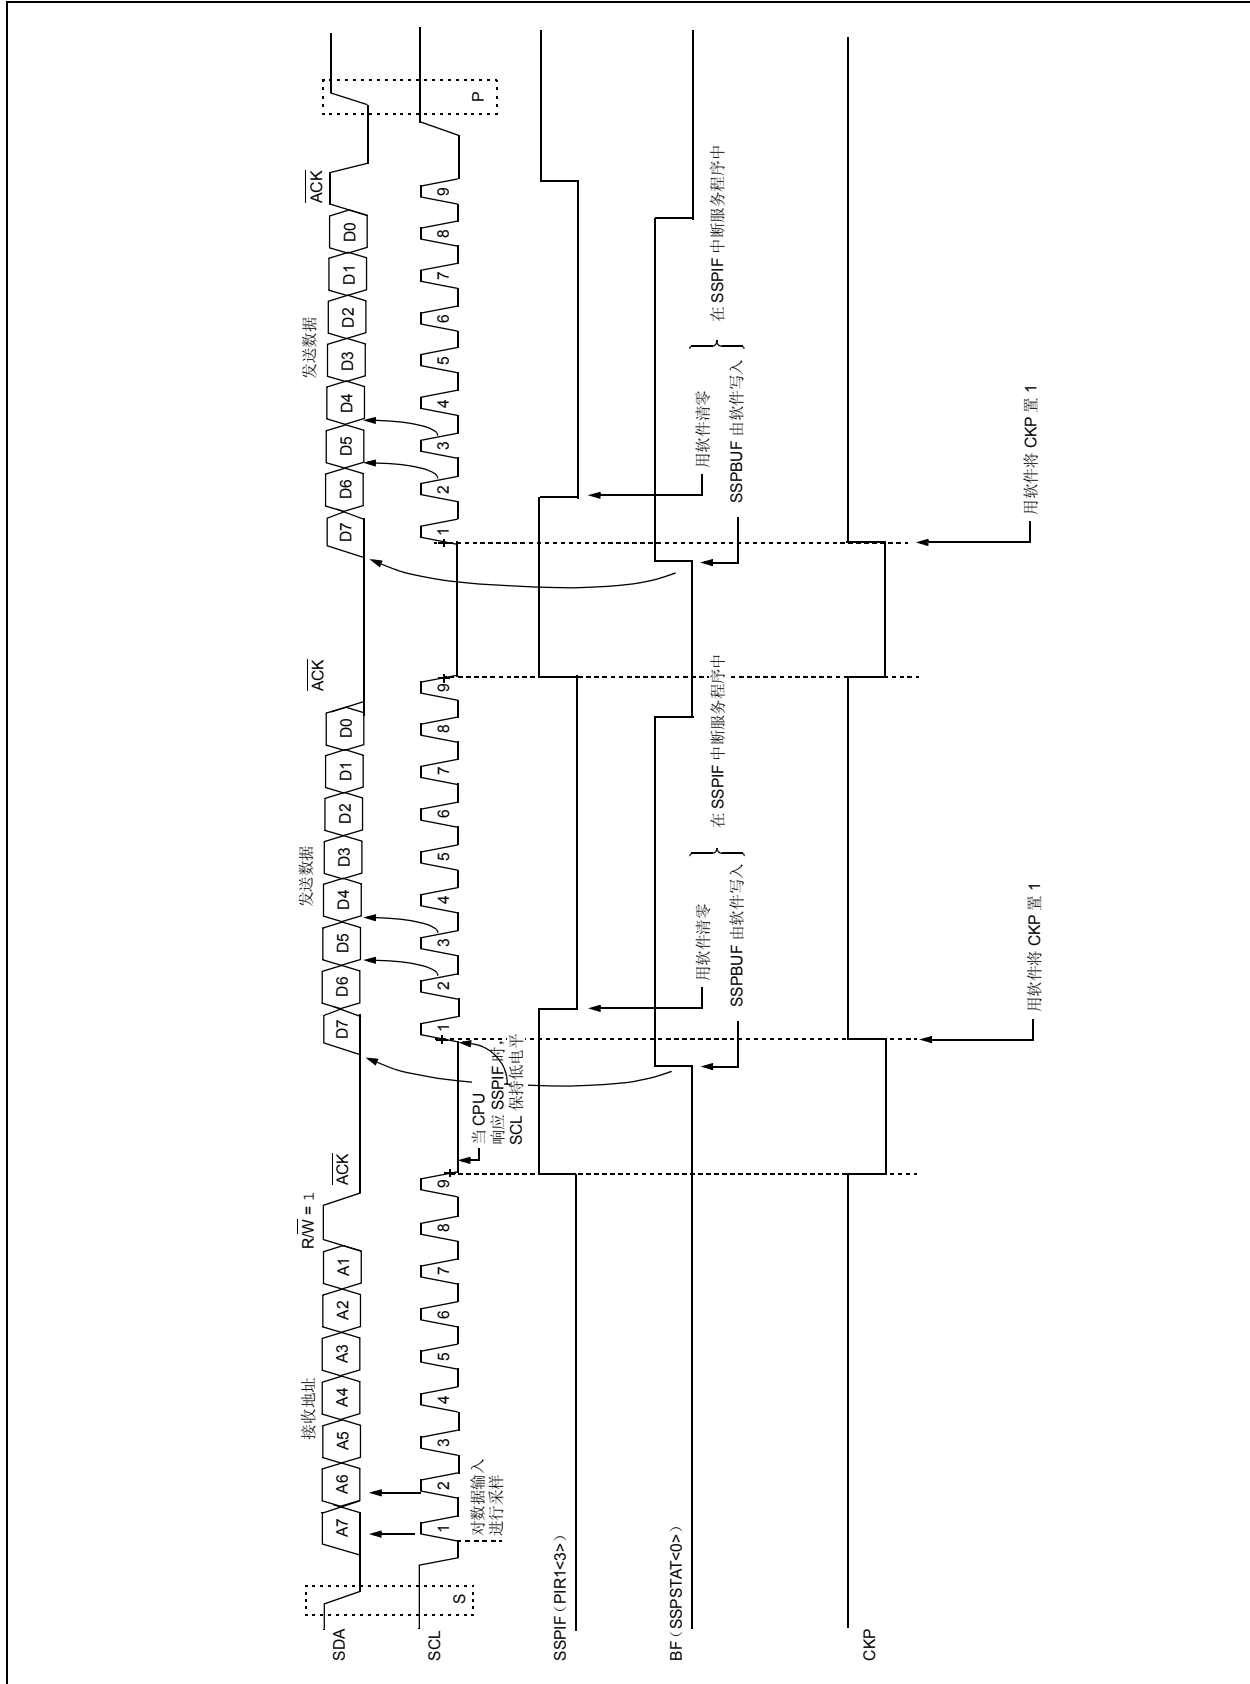 接收地址
R/W = 1
ACK
发送数据
ACK
发送数据
ACK
SDA
A7 A6 A5 A4 A3 A2 A1
D7 D6 D5 D4 D3 D2 D1 D0
D7 D6 D5 D4 D3 D2 D1 D0
SCL
1 2 3 4 5 6 7 8 9
1 2 3 4 5 6 7 8 9
1 2 3 4 5 6 7 8 9
S
P
对数据输入
进行采样
当 CPU
响应 SSPIF 时,
SCL 保持低电平
SSPIF（PIR1<3>）
BF（SSPSTAT<0>）
用软件清零
SSPBUF 由软件写入
在 SSPIF 中断服务程序中
用软件清零
SSPBUF 由软件写入
在 SSPIF 中断服务程序中
CKP
用软件将 CKP 置 1
用软件将 CKP 置 1